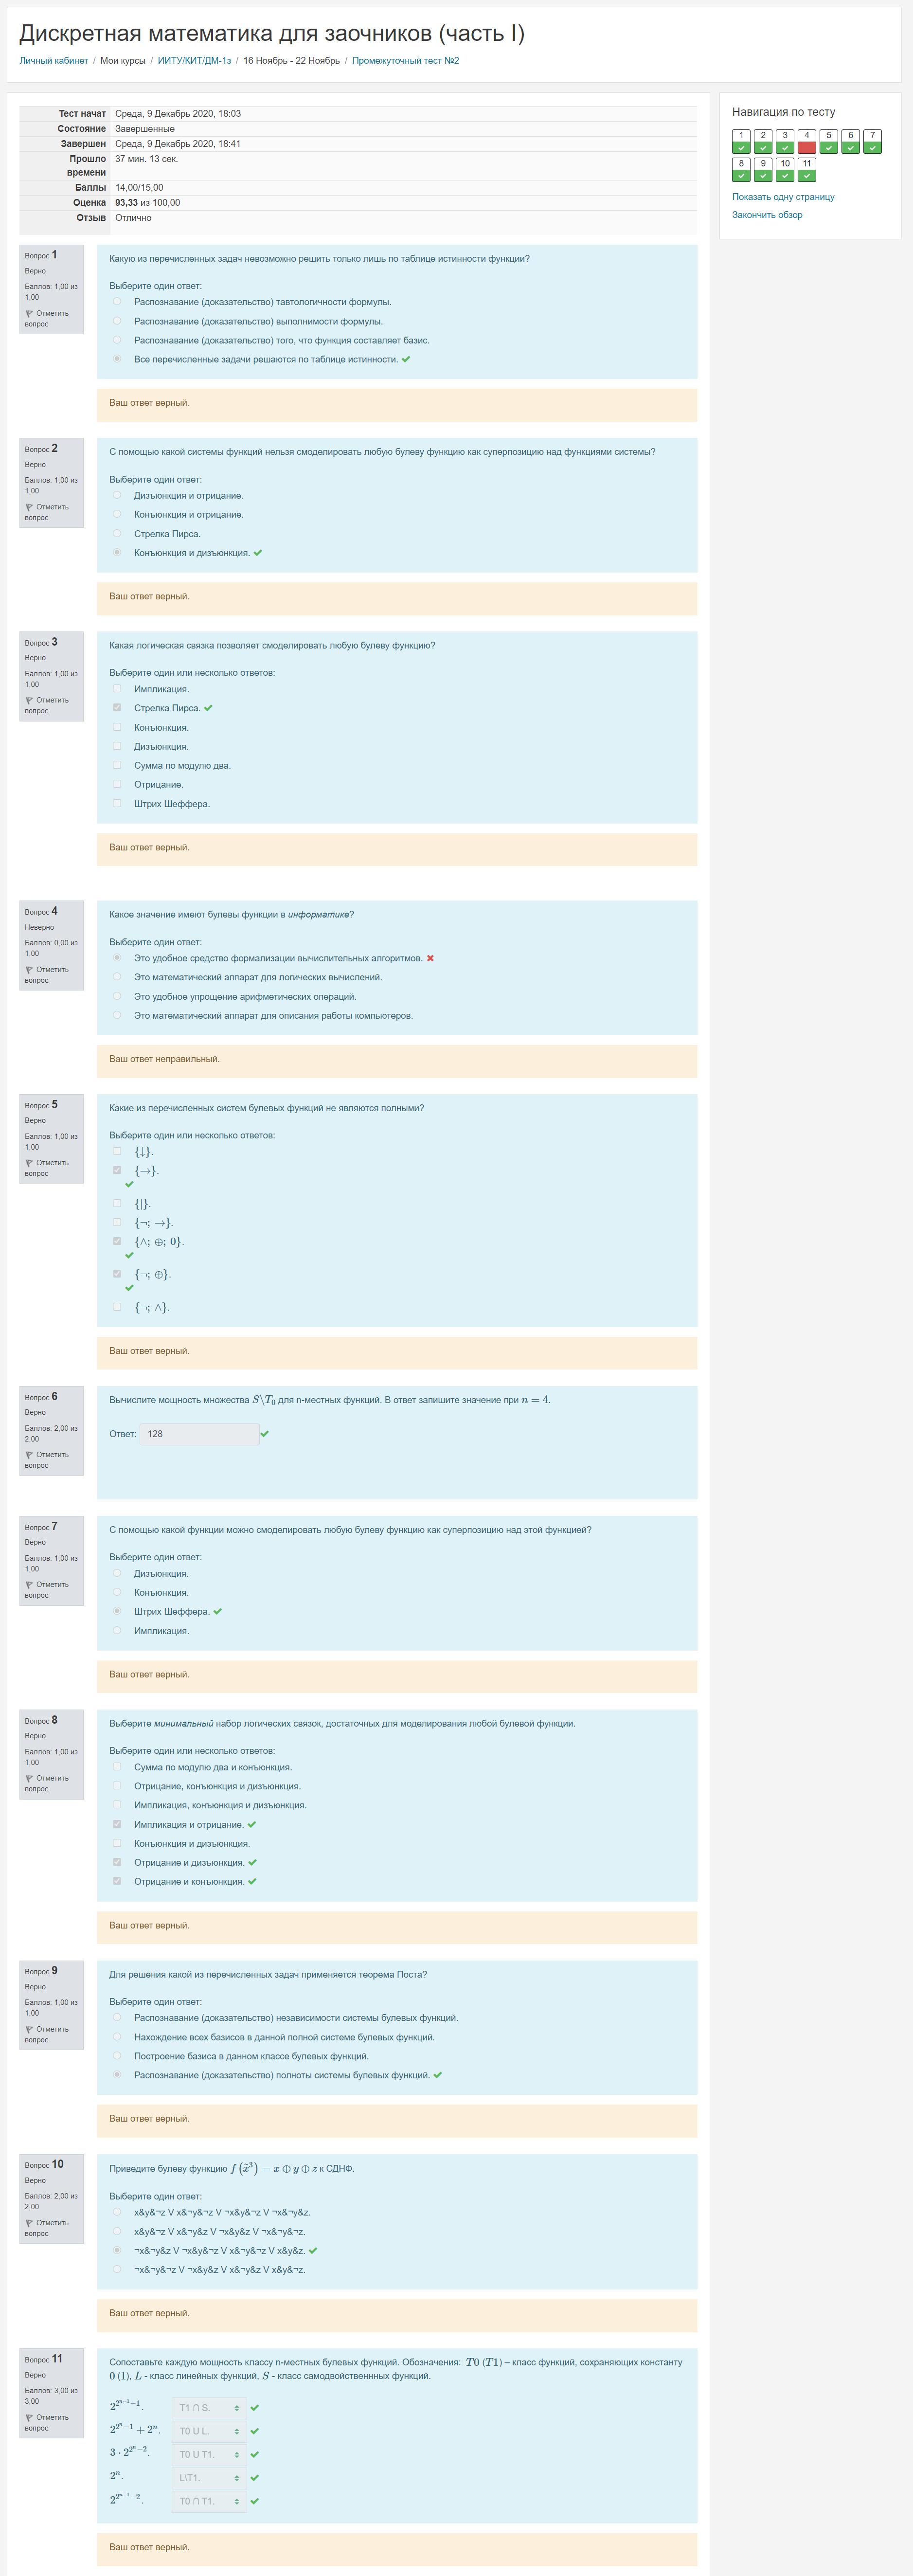 Дискретная математика для заочников (часть I)
Личный кабинет / Мои курсы / ИИТУ/КИТ/ДМ-1з / 16 Ноябрь - 22 Ноябрь / Промежуточный тест №2
Тест начат Среда, 9 Декабрь 2020, 18:03
Состояние Завершенные
Завершен Среда, 9 Декабрь 2020, 18:41
Прошло времени 37 мин. 13 сек.
Баллы 14,00/15,00
Оценка 93,33 из 100,00
Отзыв Отлично
Навигация по тесту
1 2 3 4 5 6 7
8 9 10 11
Показать одну страницу
Закончить обзор
Вопрос 1
Верно
Баллов: 1,00 из
1,00
Отметить
вопрос
Какую из перечисленных задач невозможно решить только лишь по таблице истинности функции?
Выберите один ответ:
Распознавание (доказательство) тавтологичности формулы.
Распознавание (доказательство) выполнимости формулы.
Распознавание (доказательство) того, что функция составляет базис.
Все перечисленные задачи решаются по таблице истинности.
Ваш ответ верный.
Вопрос 2
Верно
Баллов: 1,00 из
1,00
Отметить
вопрос
С помощью какой системы функций нельзя смоделировать любую булеву функцию как суперпозицию над функциями системы?
Выберите один ответ:
Дизъюнкция и отрицание.
Конъюнкция и отрицание.
Стрелка Пирса.
Конъюнкция и дизъюнкция.
Ваш ответ верный.
Вопрос 3
Верно
Баллов: 1,00 из
1,00
Отметить
вопрос
Какая логическая связка позволяет смоделировать любую булеву функцию?
Выберите один или несколько ответов:
Импликация.
Стрелка Пирса.
Конъюнкция.
Дизъюнкция.
Сумма по модулю два.
Отрицание.
Штрих Шеффера.
Ваш ответ верный.
Вопрос 4
Неверно
Баллов: 0,00 из
1,00
Отметить
вопрос
Какое значение имеют булевы функции в информатике?
Выберите один ответ:
Это удобное средство формализации вычислительных алгоритмов.
Это математический аппарат для логических вычислений.
Это удобное упрощение арифметических операций.
Это математический аппарат для описания работы компьютеров.
Ваш ответ неправильный.
Вопрос 5
Верно
Баллов: 1,00 из
1,00
Отметить
вопрос
Какие из перечисленных систем булевых функций не являются полными?
Выберите один или несколько ответов:
{↓}.
{→}.
{|}.
{¬; →}.
{∧; ⊕; 0}.
{¬; ⊕}.
{¬; ∧}.
Ваш ответ верный.
Вопрос 6
Верно
Баллов: 2,00 из
2,00
Отметить
вопрос
Вычислите мощность множества S\T₀ для n-местных функций. В ответ запишите значение при n = 4.
Ответ: 128
Вопрос 7
Верно
Баллов: 1,00 из
1,00
Отметить
вопрос
С помощью какой функции можно смоделировать любую булеву функцию как суперпозицию над этой функцией?
Выберите один ответ:
Дизъюнкция.
Конъюнкция.
Штрих Шеффера.
Импликация.
Ваш ответ верный.
Вопрос 8
Верно
Баллов: 1,00 из
1,00
Отметить
вопрос
Выберите минимальный набор логических связок, достаточных для моделирования любой булевой функции.
Выберите один или несколько ответов:
Сумма по модулю два и конъюнкция.
Отрицание, конъюнкция и дизъюнкция.
Импликация, конъюнкция и дизъюнкция.
Импликация и отрицание.
Конъюнкция и дизъюнкция.
Отрицание и дизъюнкция.
Отрицание и конъюнкция.
Ваш ответ верный.
Вопрос 9
Верно
Баллов: 1,00 из
1,00
Отметить
вопрос
Для решения какой из перечисленных задач применяется теорема Поста?
Выберите один ответ:
Распознавание (доказательство) независимости системы булевых функций.
Нахождение всех базисов в данной полной системе булевых функций.
Построение базиса в данном классе булевых функций.
Распознавание (доказательство) полноты системы булевых функций.
Ваш ответ верный.
Вопрос 10
Верно
Баллов: 2,00 из
2,00
Отметить
вопрос
Приведите булеву функцию f (x̃³) = x ⊕ y ⊕ z к СДНФ.
Выберите один ответ:
x&y&¬z V x&¬y&¬z V ¬x&y&¬z V ¬x&¬y&z.
x&y&¬z V x&¬y&z V ¬x&y&z V ¬x&¬y&¬z.
¬x&¬y&z V ¬x&y&¬z V x&¬y&¬z V x&y&z.
¬x&¬y&¬z V ¬x&y&z V x&¬y&z V x&y&¬z.
Ваш ответ верный.
Вопрос 11
Верно
Баллов: 3,00 из
3,00
Отметить
вопрос
Сопоставьте каждую мощность классу n-местных булевых функций. Обозначения: T0 (T1) – класс функций, сохраняющих константу
0 (1), L - класс линейных функций, S - класс самодвойственнных функций.
2^(2^(n−1)−1). T1 ∩ S.
2^(2^n−1) + 2^n. T0 U L.
3 · 2^(2^n−2). T0 U T1.
2^n. L\T1.
2^(2^(n−1)−2). T0 ∩ T1.
Ваш ответ верный.